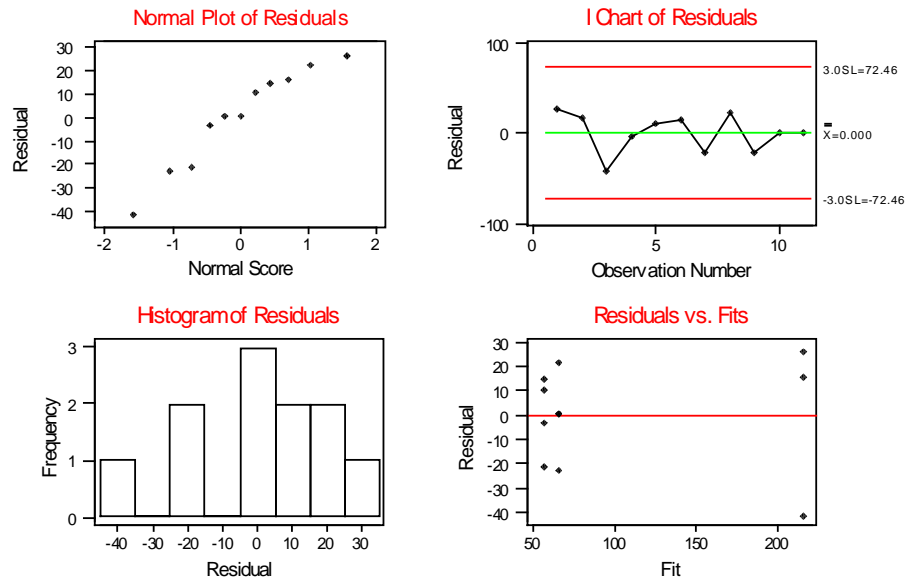 Normal Plot of Residuals
30
20
10
0
-10
-20
-30
-40
Residual
-2
-1
0
1
2
Normal Score
I Chart of Residuals
100
0
-100
Residual
0
5
10
Observation Number
3.0SL=72.46
X=0.000
-3.0SL=-72.46
Histogram of Residuals
3
2
1
0
Frequency
-40
-30
-20
-10
0
10
20
30
Residual
Residuals vs. Fits
30
20
10
0
-10
-20
-30
-40
Residual
50
100
150
200
Fit